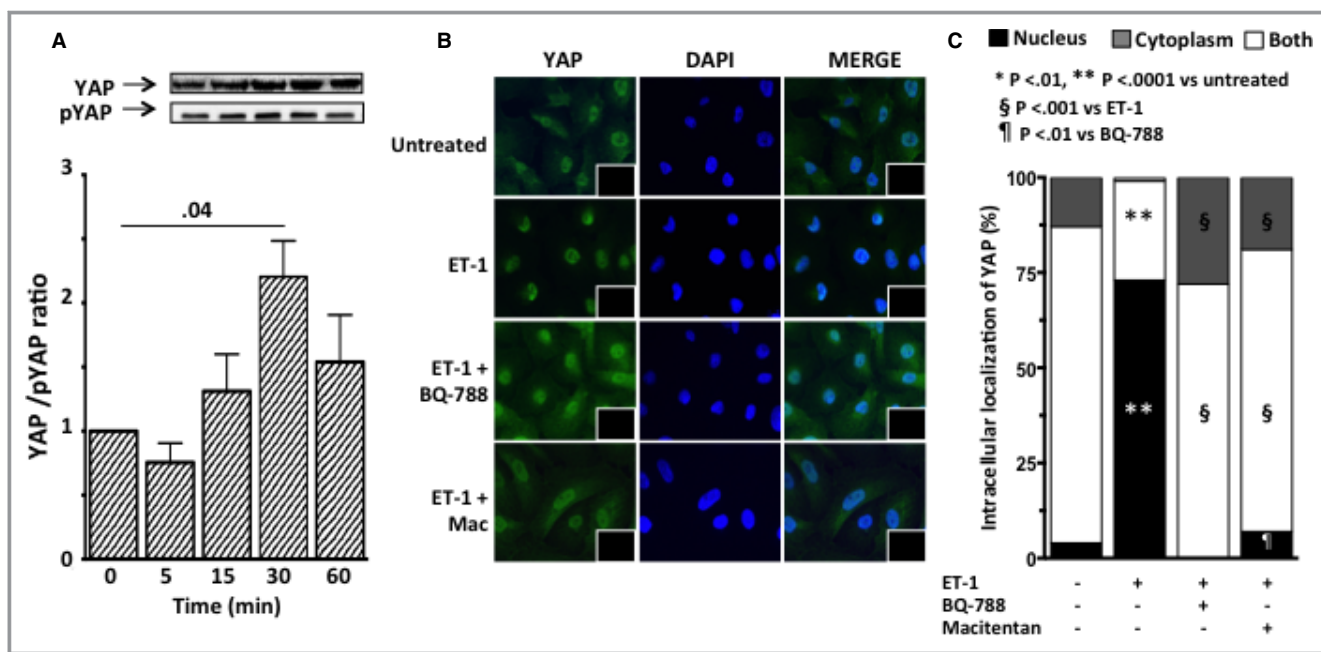 A
YAP
pYAP
3
2
1
0
.04
YAP /pYAP ratio
0 5 15 30 60
Time (min)
B
YAP DAPI MERGE
Untreated
ET-1
ET-1 +
BQ-788
ET-1 +
Mac
C
Nucleus Cytoplasm Both
* P <.01, ** P <.0001 vs untreated
§ P <.001 vs ET-1
¶ P <.01 vs BQ-788
Intracellular localization of YAP (%)
100
75
50
25
0
** § §
** § §
¶
ET-1 - + + +
BQ-788 - - + -
Macitentan - - - +